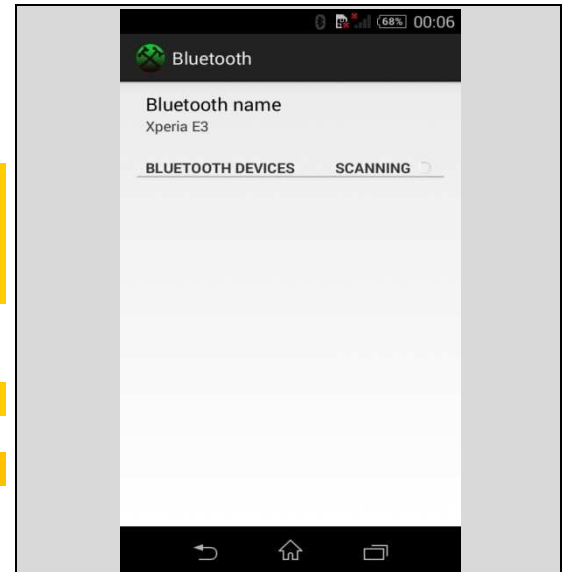 68% 00:06
Bluetooth
Bluetooth name
Xperia E3
BLUETOOTH DEVICES SCANNING